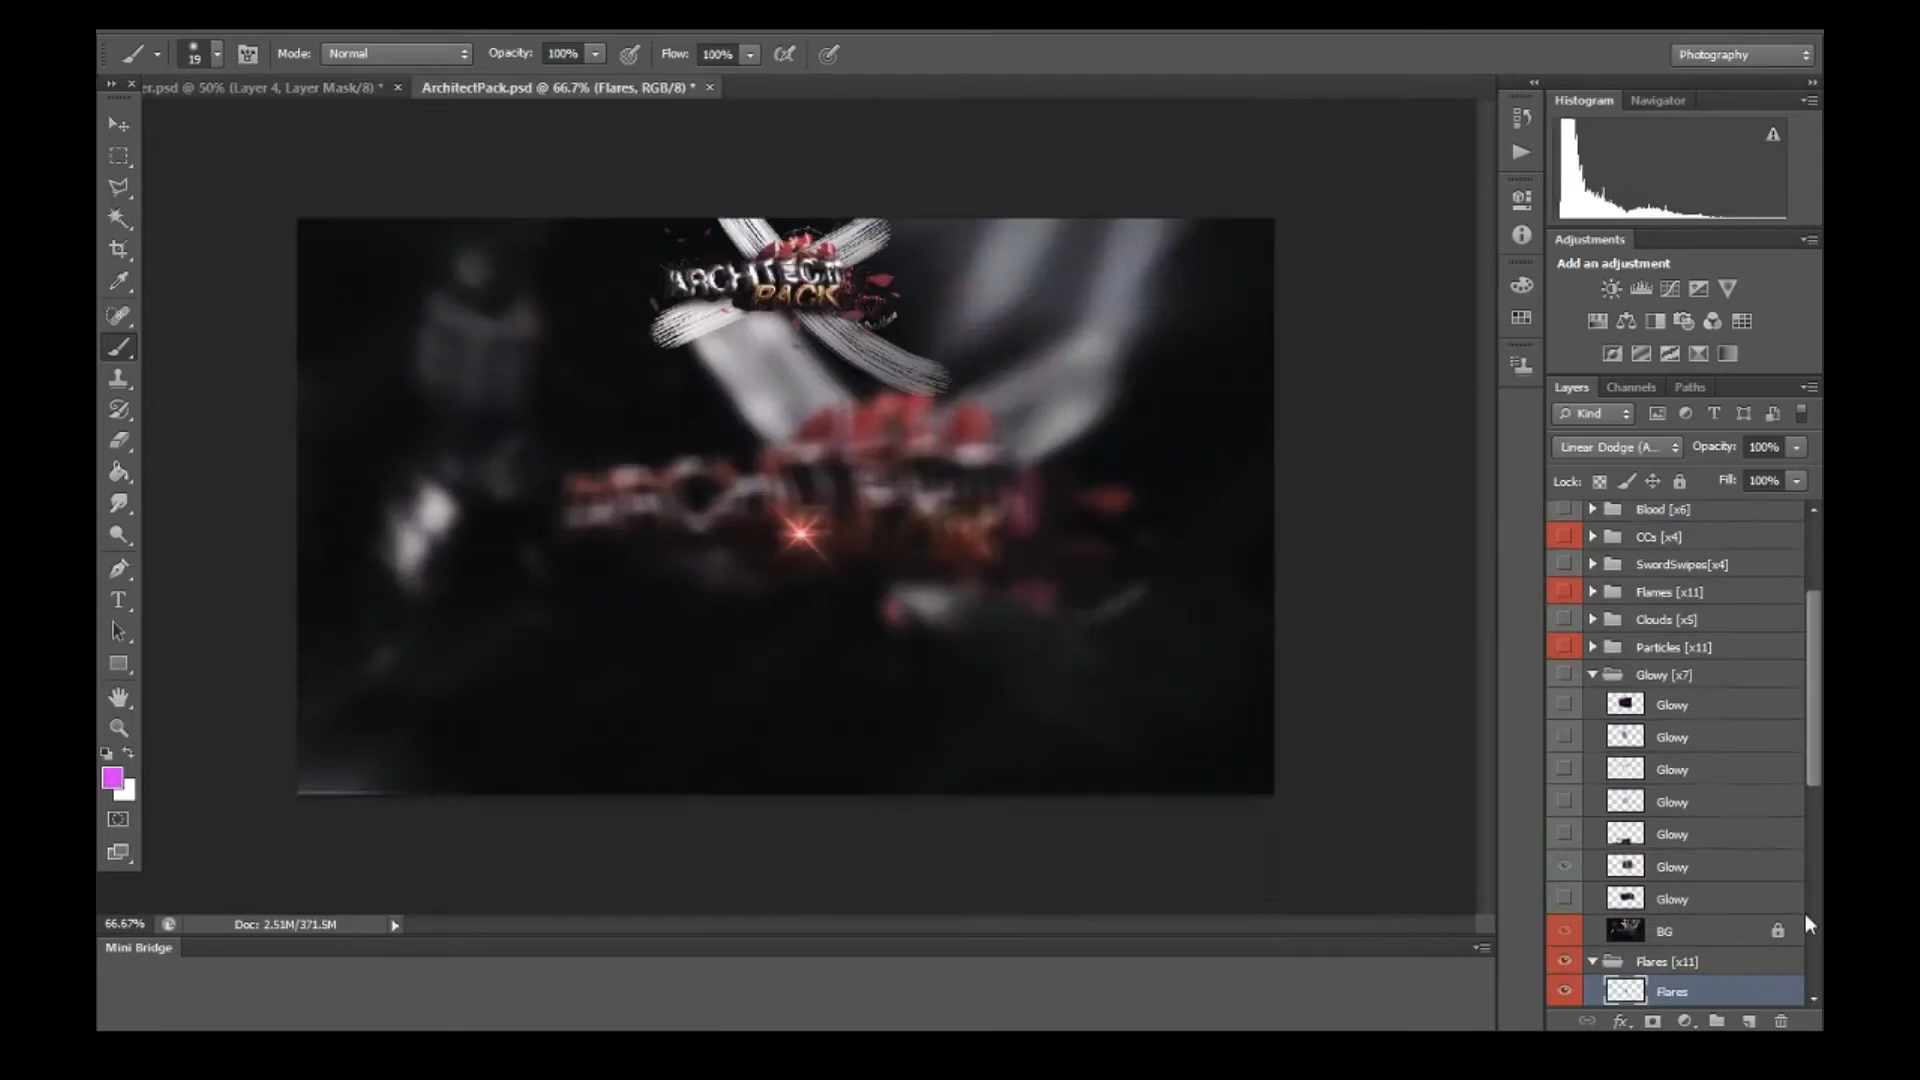 19
Mode: Normal
Opacity: 100%
Flow: 100%
Photography
er.psd @ 50% (Layer 4, Layer Mask/8) *
ArchitectPack.psd @ 66.7% (Flares, RGB/8) *
Histogram
Navigator
ARCHITECT
PACK
Adjustments
Add an adjustment
Layers
Channels
Paths
Kind
Linear Dodge (A...
Opacity: 100%
Lock:
Fill: 100%
Blood [x6]
CCs [x4]
SwordSwipes[x4]
Flames [x11]
Clouds [x5]
Particles [x11]
Glowy [x7]
Glowy
Glowy
Glowy
Glowy
Glowy
Glowy
Glowy
BG
Flares [x11]
Flares
66.67%
Doc: 2.51M/371.5M
Mini Bridge